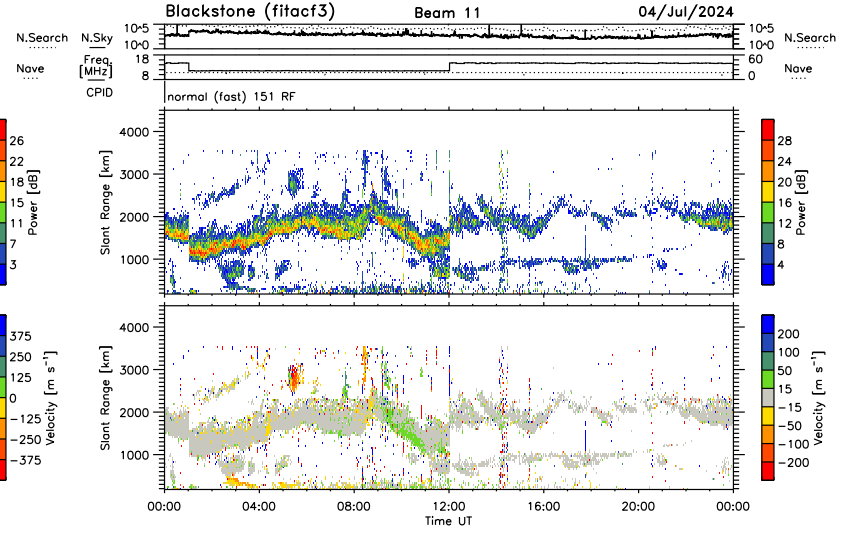 Blackstone (fitacf3) Beam 11 04/Jul/2024
N.Search N.Sky 10^5 10^0 10^5 10^0 N.Search
Nave Freq. [MHz] 18 8 60 0 Nave
CPID normal (fast) 151 RF
Power [dB] 26 22 18 15 11 7 3
Slant Range [km] 4000 3000 2000 1000
28 24 20 16 12 8 4 Power [dB]
375 250 125 0 -125 -250 -375 Velocity [m s⁻¹]
Slant Range [km] 4000 3000 2000 1000
200 100 50 15 -15 -50 -100 -200 Velocity [m s⁻¹]
00:00 04:00 08:00 12:00 16:00 20:00 00:00
Time UT